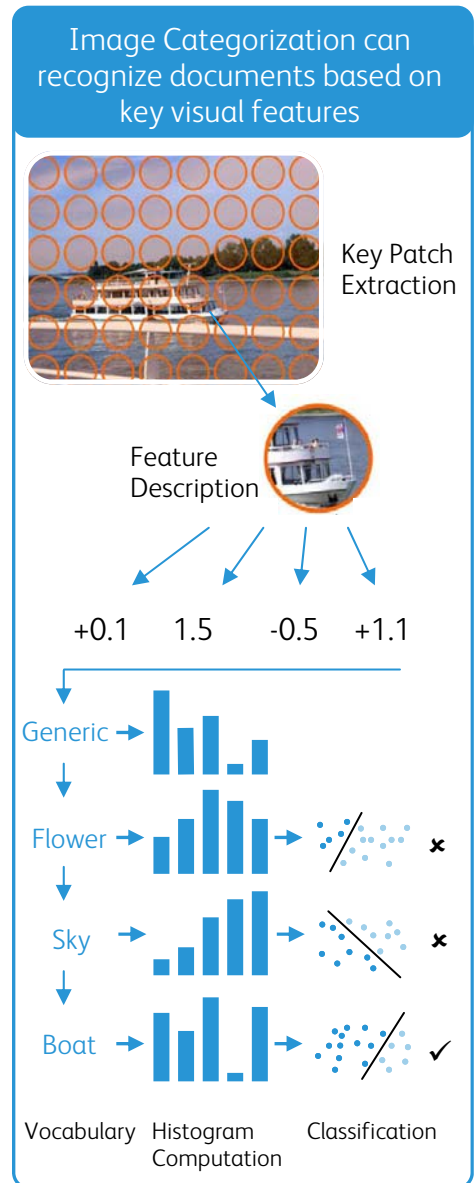 Image Categorization can
recognize documents based on
key visual features
Key Patch
Extraction
Feature
Description
+0.1 1.5 -0.5 +1.1
Generic
Flower
Sky
Boat
Vocabulary Histogram Classification
Computation